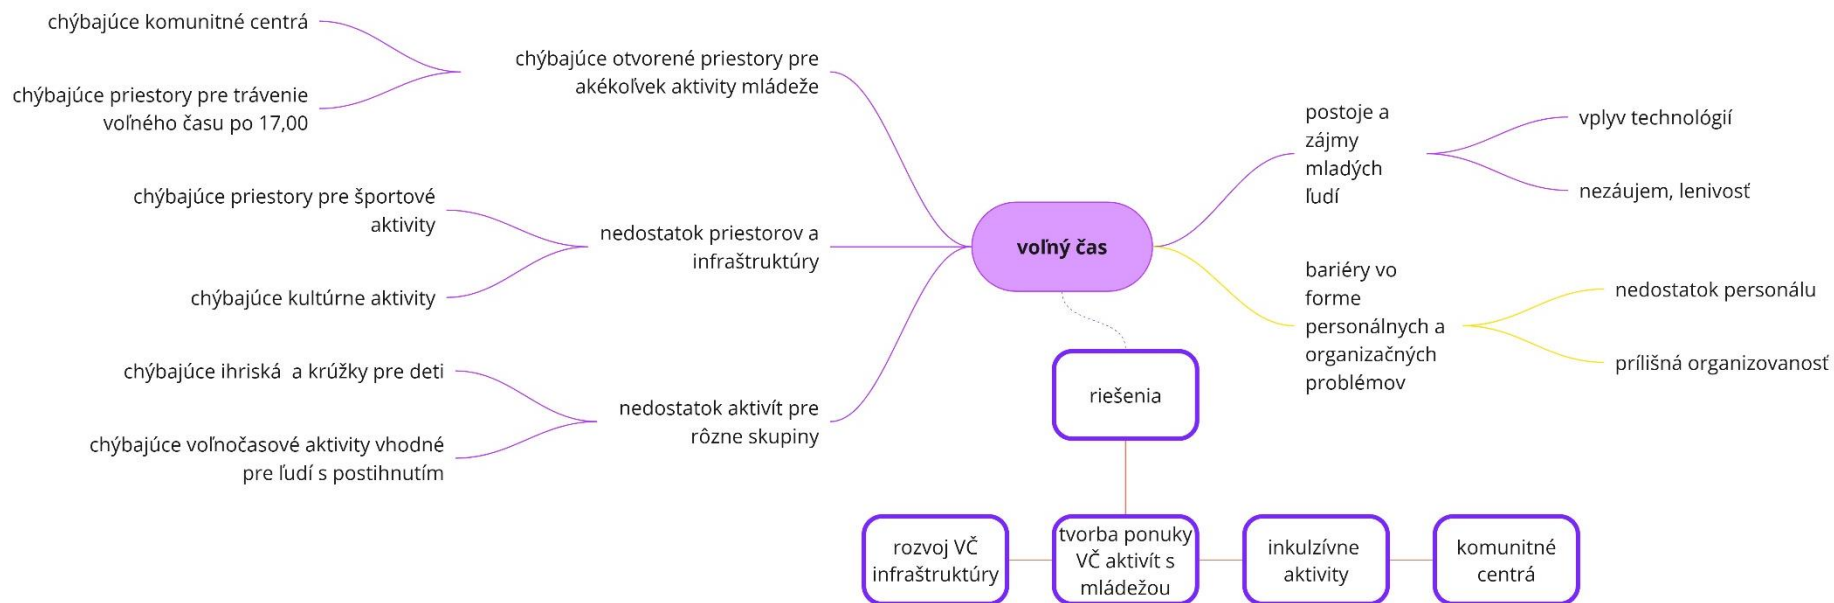 chýbajúce komunitné centrá
chýbajúce priestory pre trávenie
voľného času po 17,00
chýbajúce otvorené priestory pre
akékoľvek aktivity mládeže
chýbajúce priestory pre športové
aktivity
chýbajúce kultúrne aktivity
nedostatok priestorov a
infraštruktúry
chýbajúce ihriská  a krúžky pre deti
chýbajúce voľnočasové aktivity vhodné
pre ľudí s postihnutím
nedostatok aktivít pre
rôzne skupiny
voľný čas
postoje a
zájmy
mladých
ľudí
vplyv technológií
nezáujem, lenivosť
bariéry vo
forme
personálnych a
organizačných
problémov
nedostatok personálu
prílišná organizovanosť
riešenia
rozvoj VČ
infraštruktúry
tvorba ponuky
VČ aktivít s
mládežou
inkulzívne
aktivity
komunitné
centrá